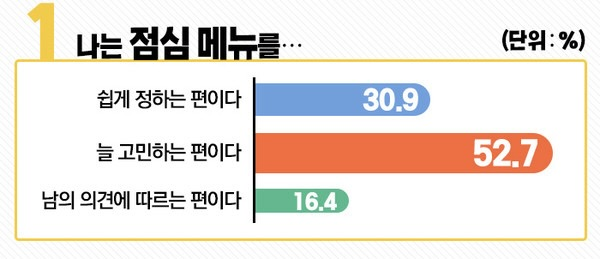 1 나는 점심 메뉴를… (단위:%)
쉽게 정하는 편이다 30.9
늘 고민하는 편이다 52.7
남의 의견에 따르는 편이다 16.4